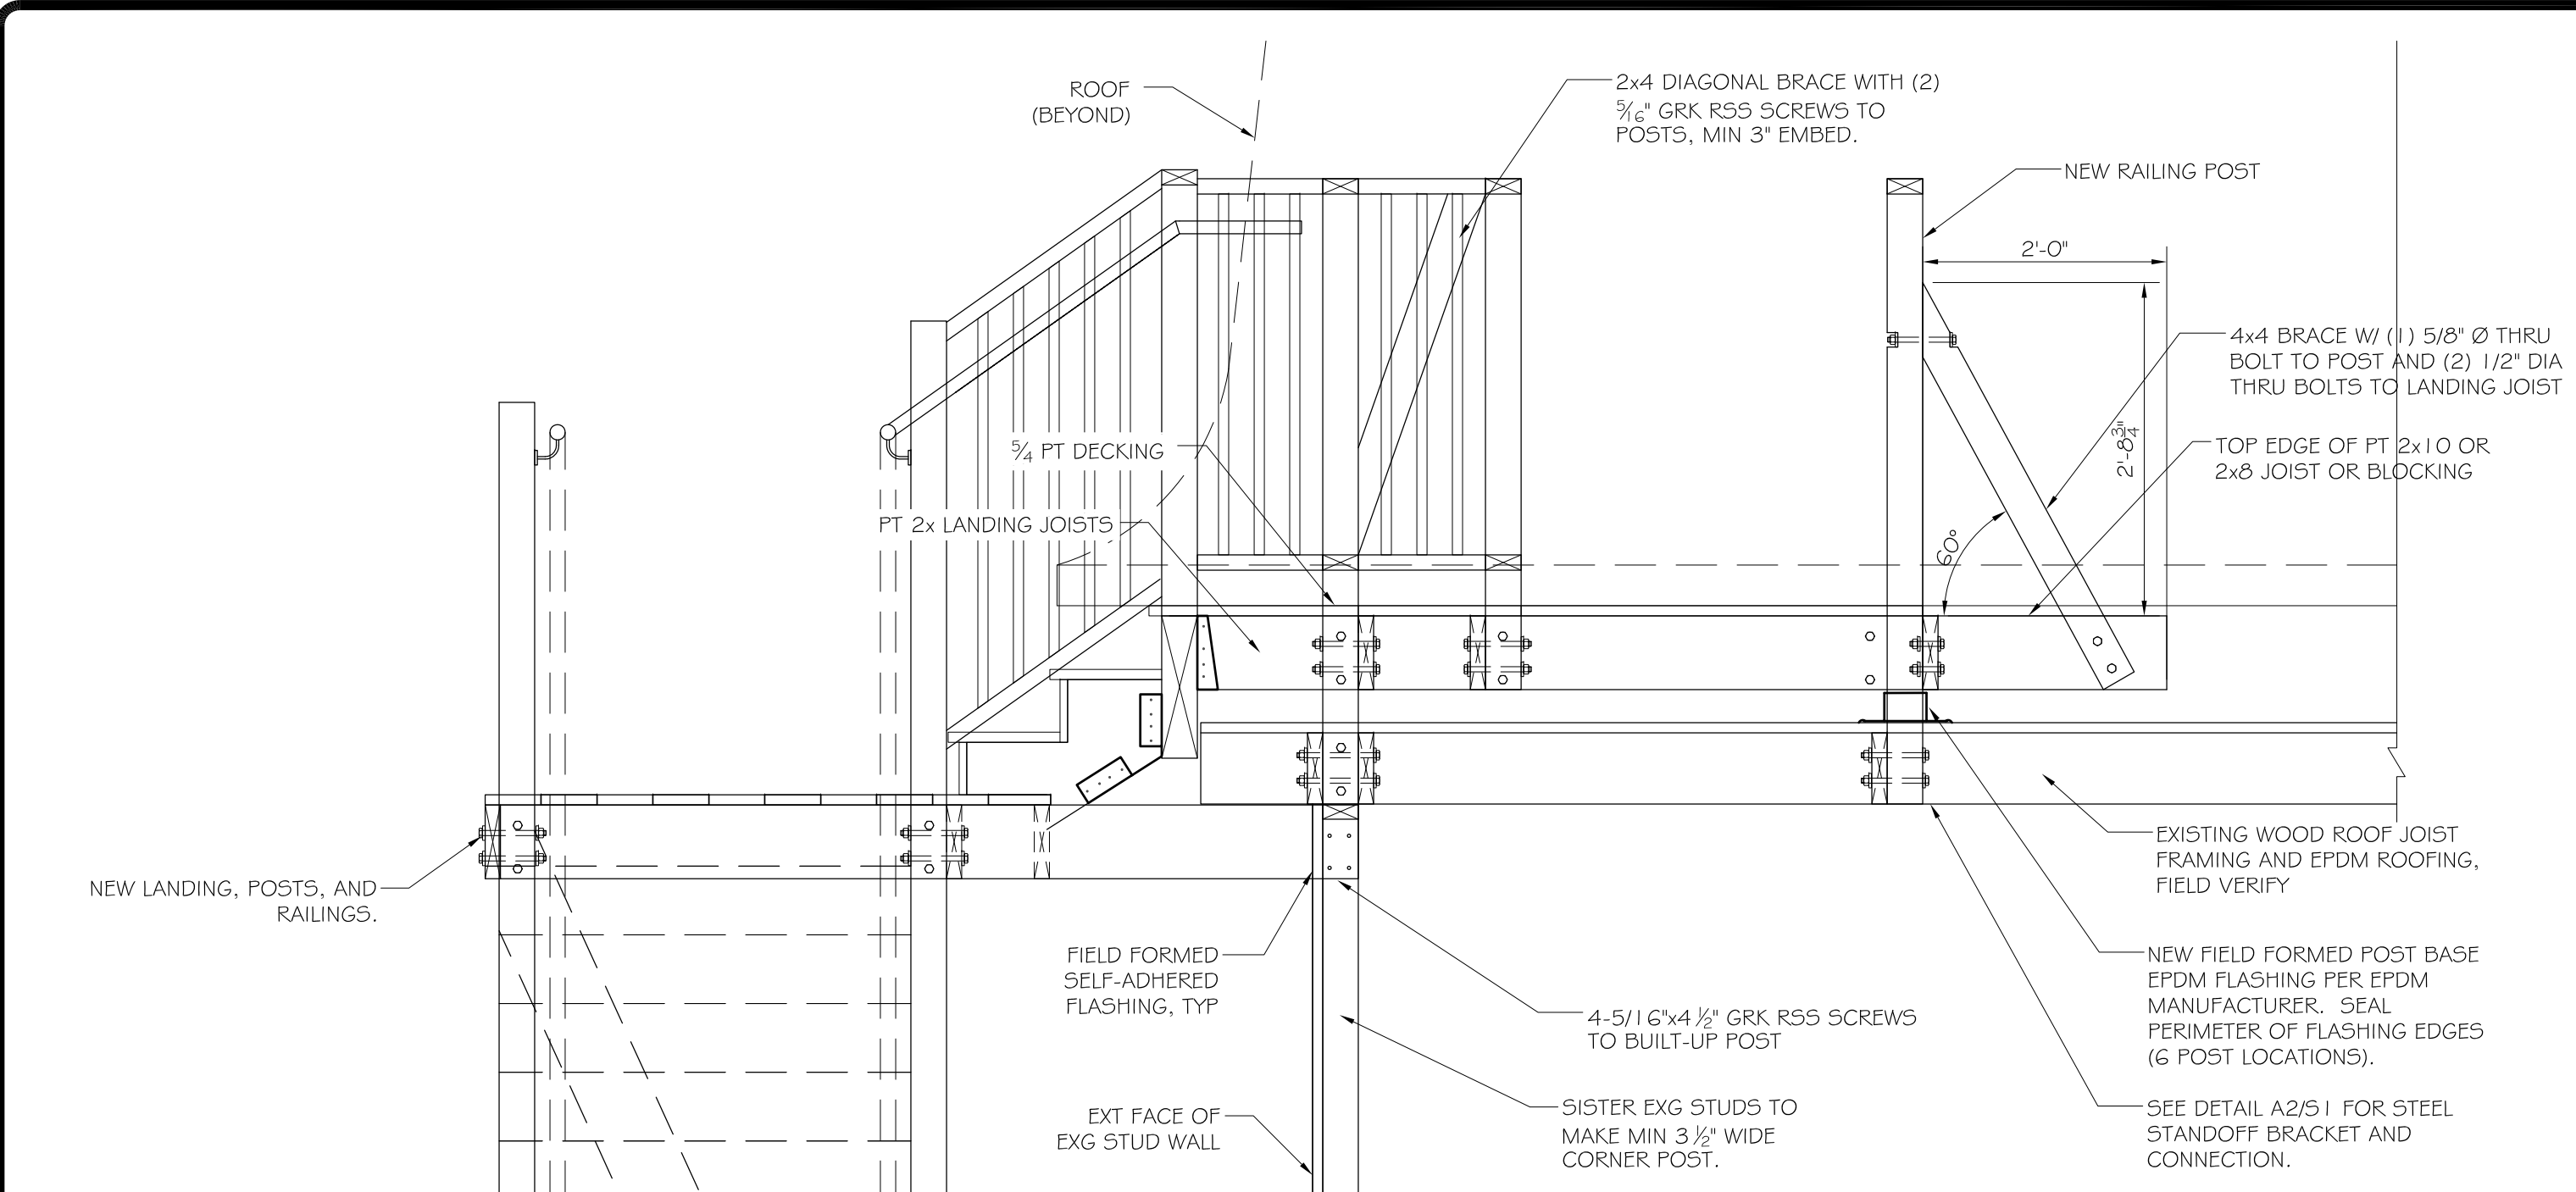 ROOF
(BEYOND)
2x4 DIAGONAL BRACE WITH (2)
5/16" GRK RSS SCREWS TO
POSTS, MIN 3" EMBED.
NEW RAILING POST
2'-0"
4x4 BRACE W/ (1) 5/8" Ø THRU
BOLT TO POST AND (2) 1/2" DIA
THRU BOLTS TO LANDING JOIST
2'-8 3/4"
5/4 PT DECKING
TOP EDGE OF PT 2x10 OR
2x8 JOIST OR BLOCKING
PT 2x LANDING JOISTS
60°
NEW LANDING, POSTS, AND
RAILINGS.
EXISTING WOOD ROOF JOIST
FRAMING AND EPDM ROOFING,
FIELD VERIFY
FIELD FORMED
SELF-ADHERED
FLASHING, TYP
NEW FIELD FORMED POST BASE
EPDM FLASHING PER EPDM
MANUFACTURER. SEAL
PERIMETER OF FLASHING EDGES
(6 POST LOCATIONS).
4-5/16"x4 1/2" GRK RSS SCREWS
TO BUILT-UP POST
EXT FACE OF
EXG STUD WALL
SISTER EXG STUDS TO
MAKE MIN 3 1/2" WIDE
CORNER POST.
SEE DETAIL A2/S1 FOR STEEL
STANDOFF BRACKET AND
CONNECTION.